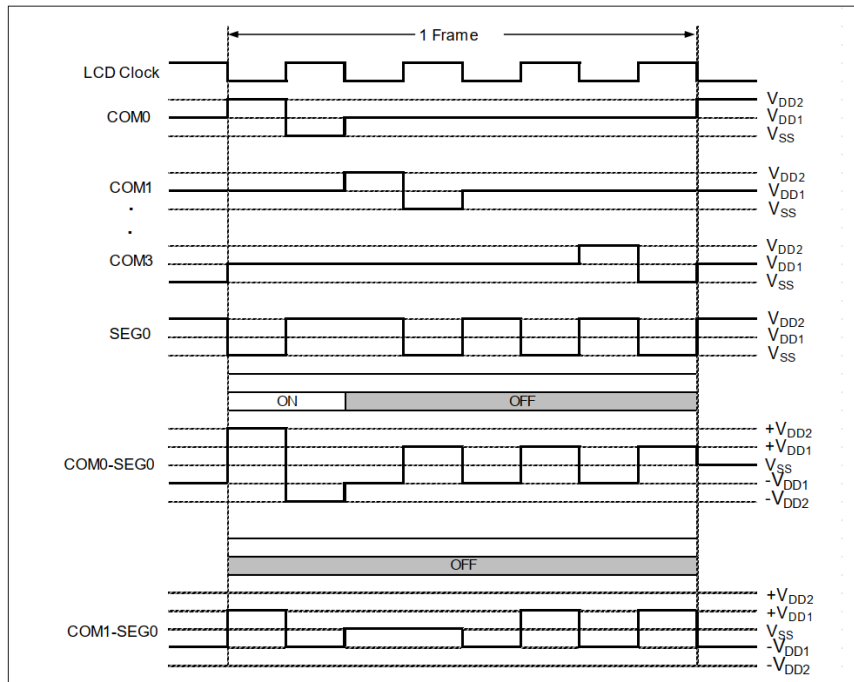 1 Frame
LCD Clock
COM0
VDD2
VDD1
VSS
COM1
.
.
VDD2
VDD1
VSS
COM3
VDD2
VDD1
VSS
SEG0
VDD2
VDD1
VSS
ON OFF
COM0-SEG0
+VDD2
+VDD1
VSS
-VDD1
-VDD2
OFF
COM1-SEG0
+VDD2
+VDD1
VSS
-VDD1
-VDD2